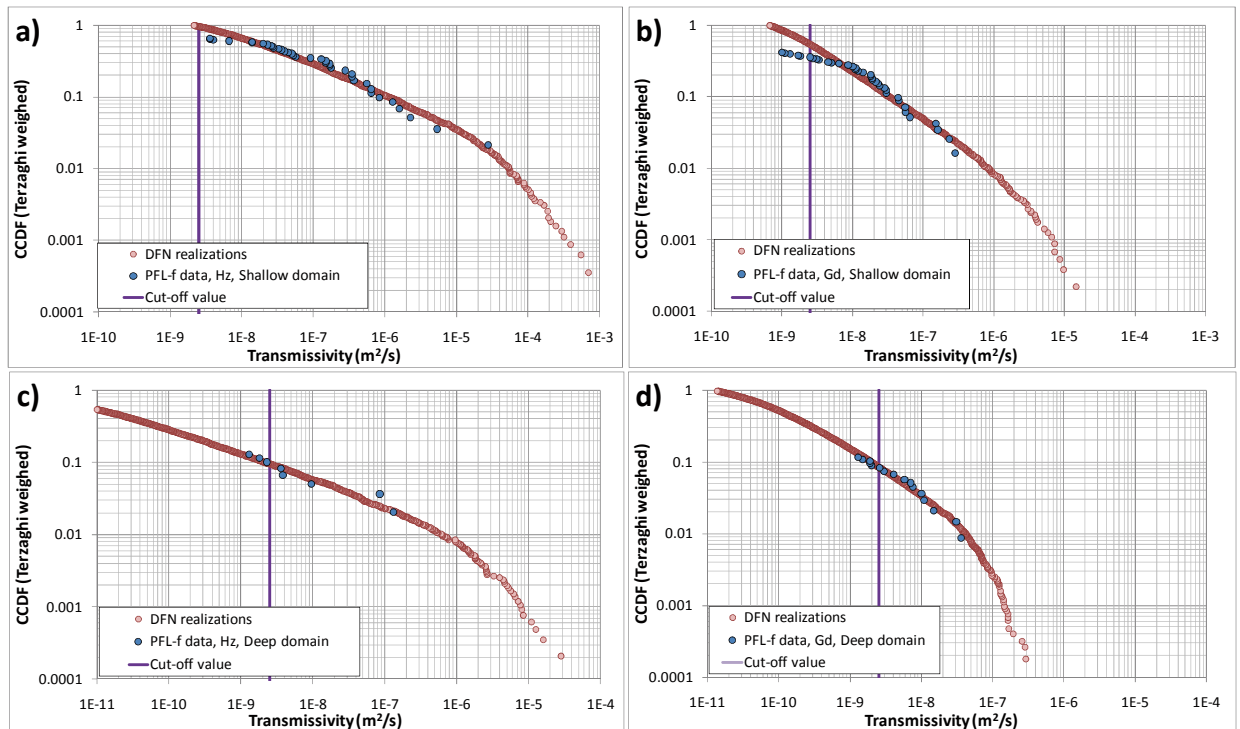 a)
1
0.1
0.01
0.001
0.0001
CCDF (Terzaghi weighed)
DFN realizations
PFL-f data, Hz, Shallow domain
Cut-off value
1E-10 1E-9 1E-8 1E-7 1E-6 1E-5 1E-4 1E-3
Transmissivity (m²/s)
b)
1
0.1
0.01
0.001
0.0001
CCDF (Terzaghi weighed)
DFN realizations
PFL-f data, Gd, Shallow domain
Cut-off value
1E-10 1E-9 1E-8 1E-7 1E-6 1E-5 1E-4 1E-3
Transmissivity (m²/s)
c)
1
0.1
0.01
0.001
0.0001
CCDF (Terzaghi weighed)
DFN realizations
PFL-f data, Hz, Deep domain
Cut-off value
1E-11 1E-10 1E-9 1E-8 1E-7 1E-6 1E-5 1E-4
Transmissivity (m²/s)
d)
1
0.1
0.01
0.001
0.0001
CCDF (Terzaghi weighed)
DFN realizations
PFL-f data, Gd, Deep domain
Cut-off value
1E-11 1E-10 1E-9 1E-8 1E-7 1E-6 1E-5 1E-4
Transmissivity (m²/s)